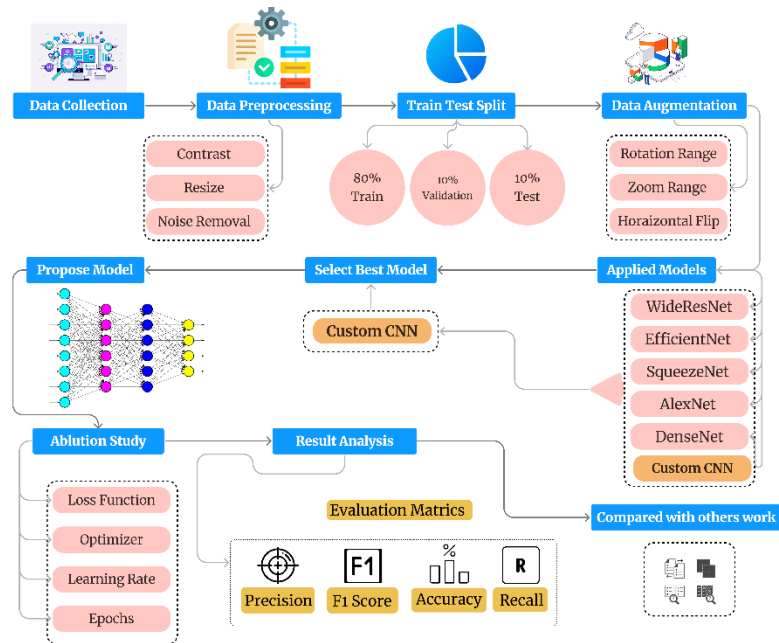 Data Collection
Data Preprocessing
Train Test Split
Data Augmentation
Contrast
Resize
Noise Removal
80%
Train
10%
Validation
10%
Test
Rotation Range
Zoom Range
Horaizontal Flip
Propose Model
Select Best Model
Applied Models
Custom CNN
WideResNet
EfficientNet
SqueezeNet
AlexNet
DenseNet
Custom CNN
Ablution Study
Result Analysis
Loss Function
Optimizer
Learning Rate
Epochs
Evaluation Matrics
Compared with others work
F1
%
R
Precision
F1 Score
Accuracy
Recall